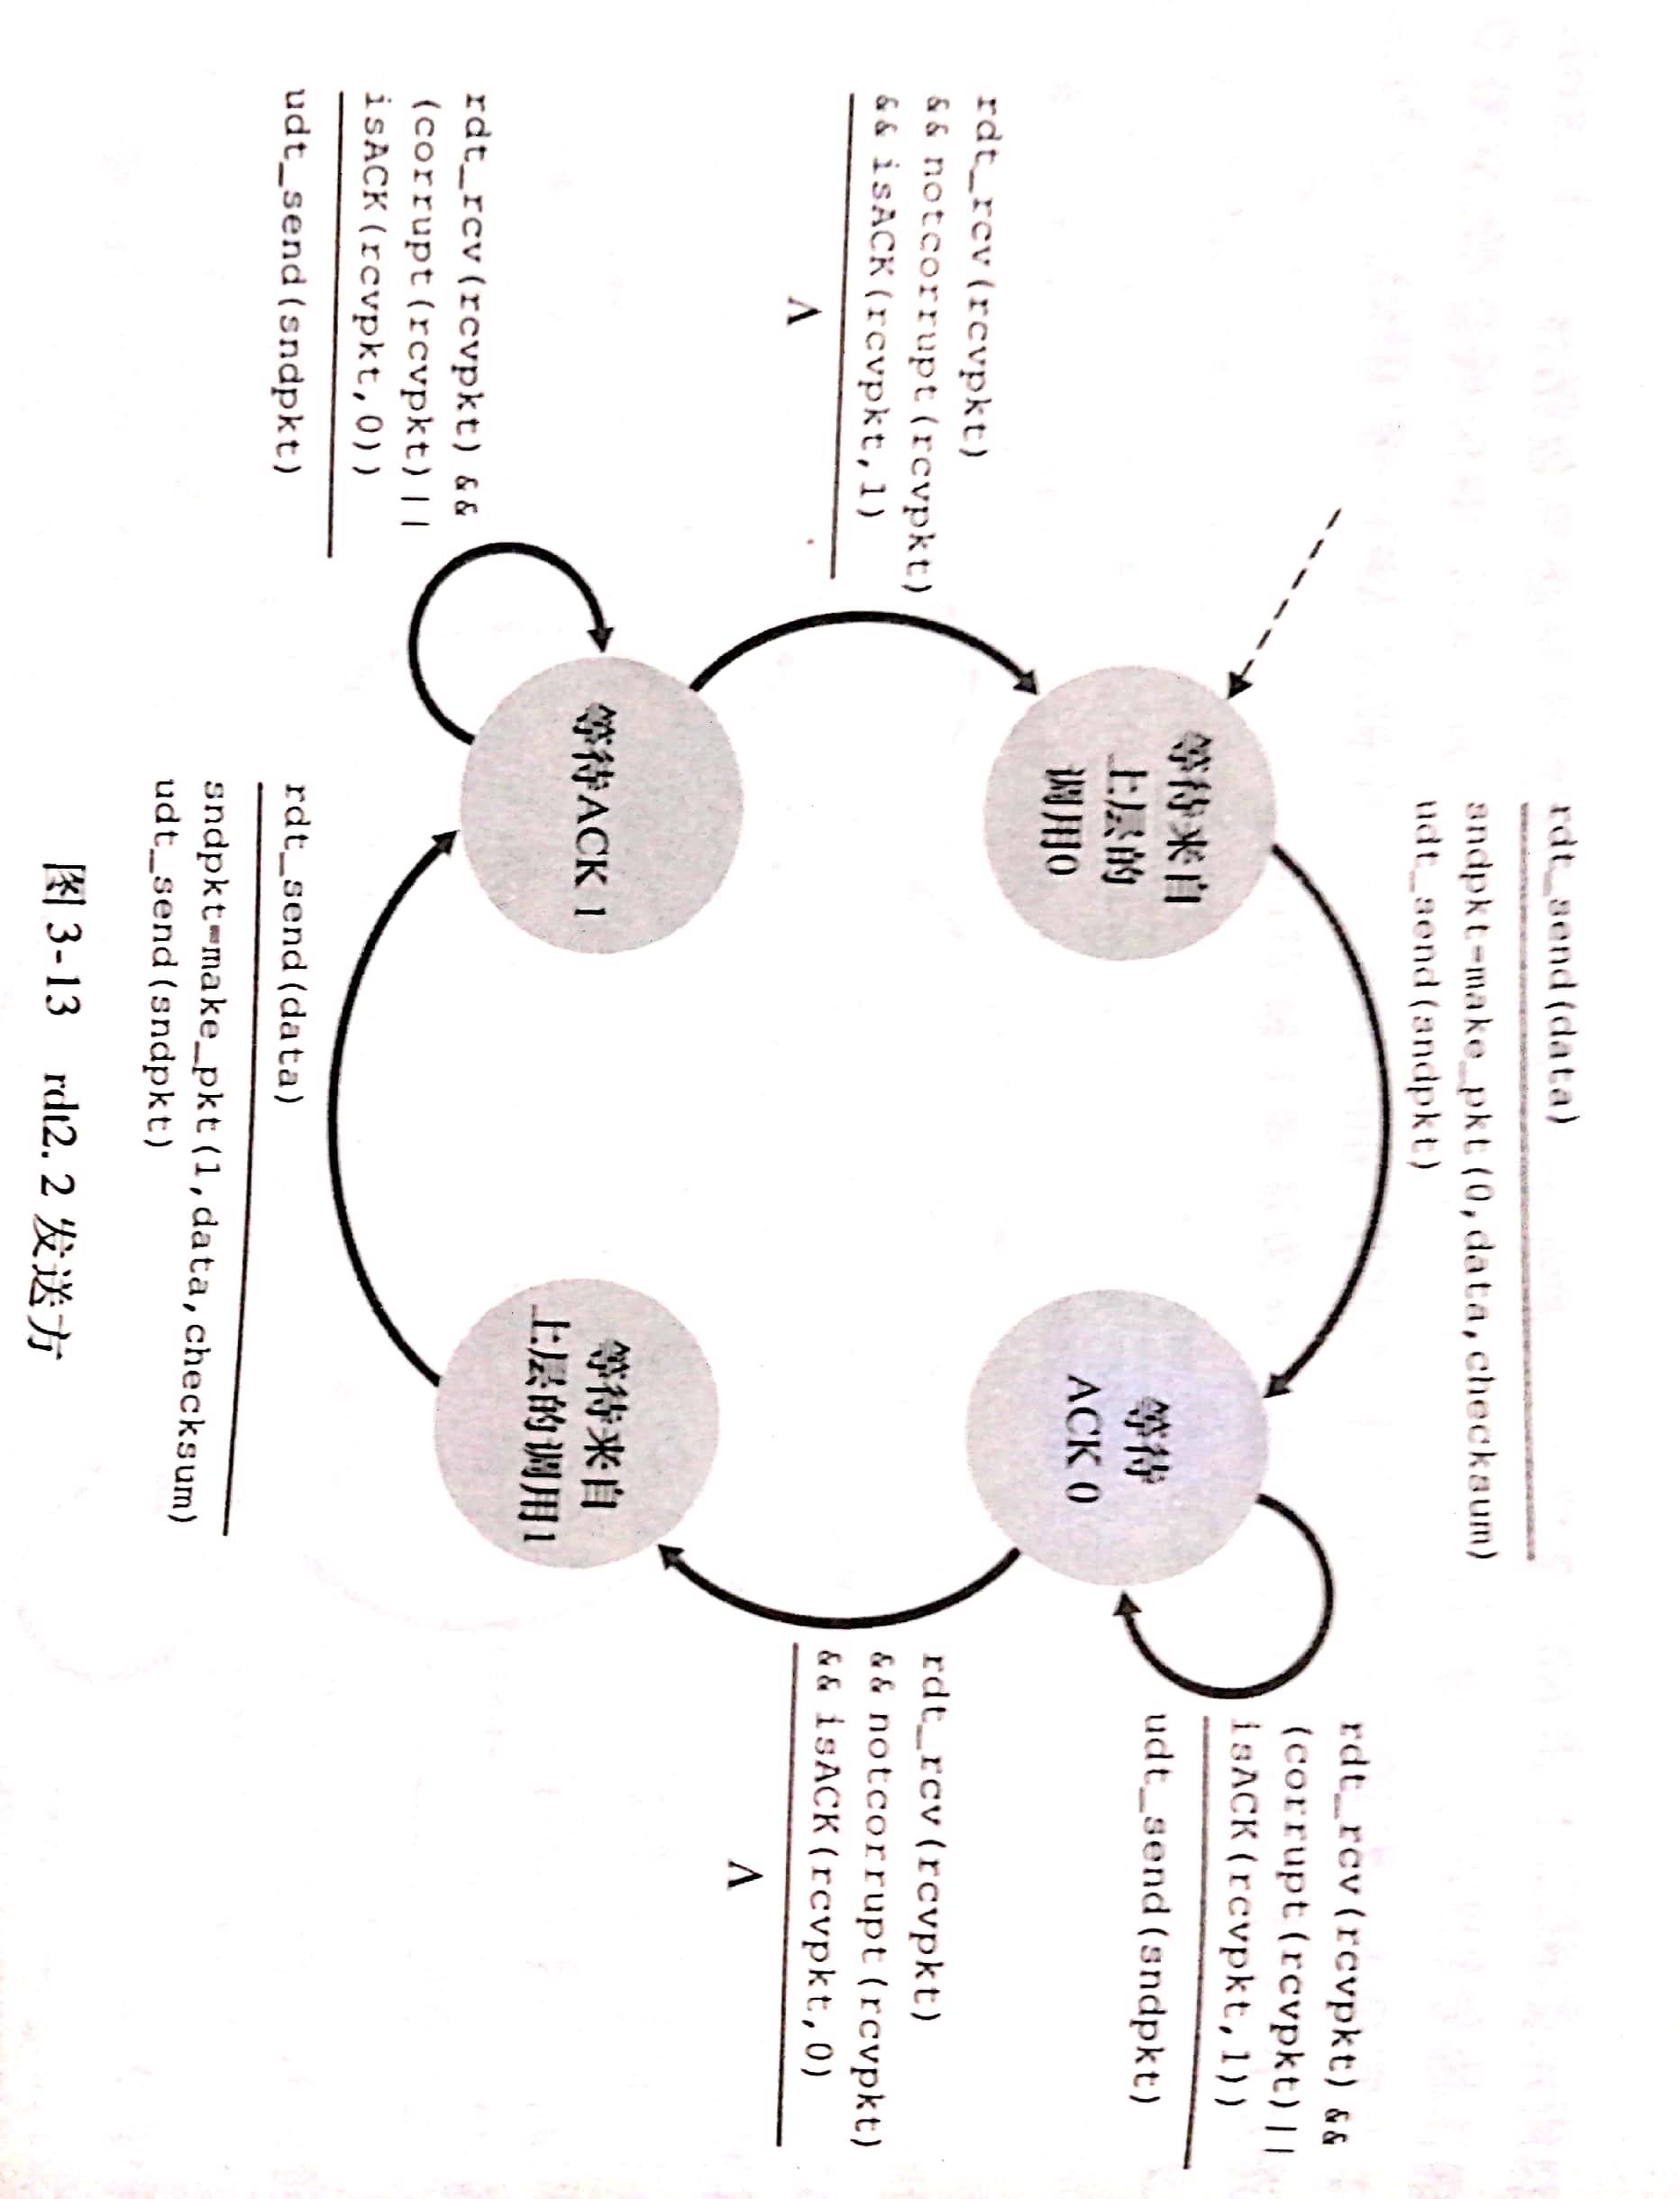 rdt_send(data)
sndpkt=make_pkt(0,data,checksum)
udt_send(sndpkt)
rdt_rcv(rcvpkt) &&
(corrupt(rcvpkt)||
isACK(rcvpkt,1))
udt_send(sndpkt)
等待来自
上层的
调用0
等待
ACK 0
rdt_rcv(rcvpkt)
&& notcorrupt(rcvpkt)
&& isACK(rcvpkt,1)
Λ
rdt_rcv(rcvpkt)
&& notcorrupt(rcvpkt)
&& isACK(rcvpkt,0)
Λ
等待ACK 1
等待来自
上层的调用1
rdt_rcv(rcvpkt) &&
(corrupt(rcvpkt)||
isACK(rcvpkt,0))
udt_send(sndpkt)
rdt_send(data)
sndpkt=make_pkt(1,data,checksum)
udt_send(sndpkt)
图 3-13 rdt2. 2 发送方